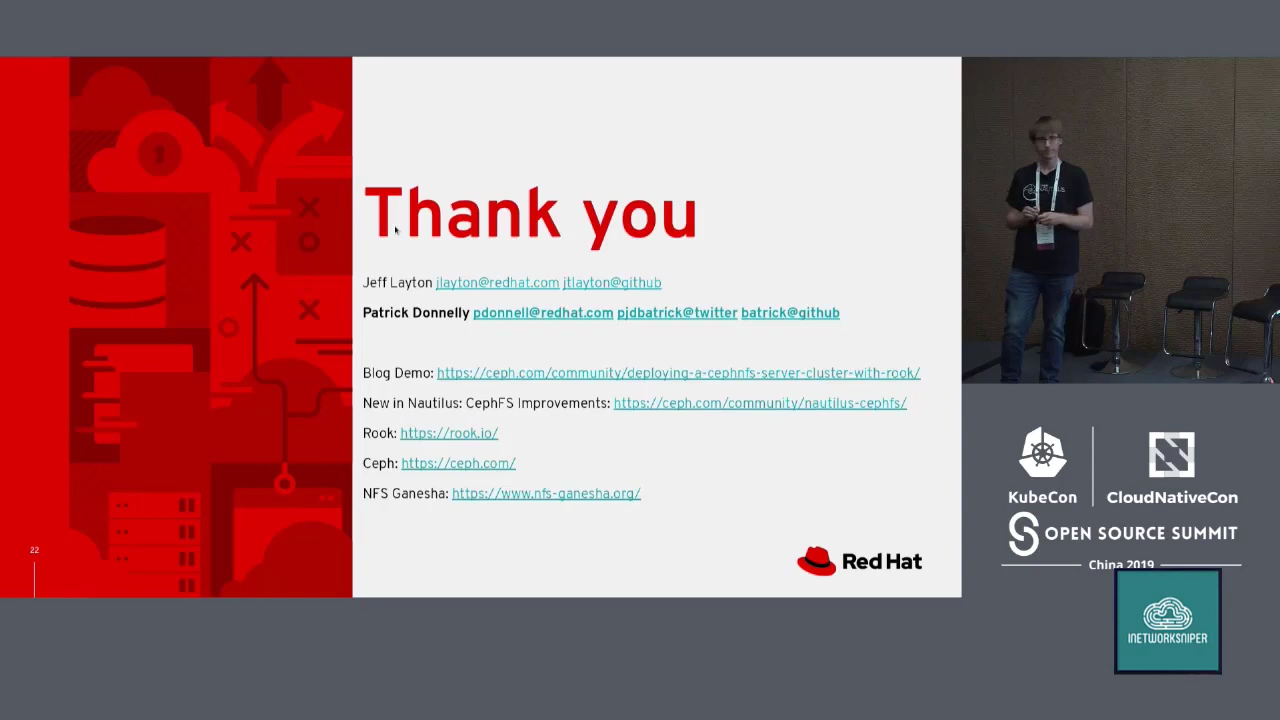 Thank you
Jeff Layton jlayton@redhat.com jtlayton@github
Patrick Donnelly pdonnell@redhat.com pjdbatrick@twitter batrick@github
Blog Demo: https://ceph.com/community/deploying-a-cephnfs-server-cluster-with-rook/
New in Nautilus: CephFS Improvements: https://ceph.com/community/nautilus-cephfs/
Rook: https://rook.io/
Ceph: https://ceph.com/
NFS Ganesha: https://www.nfs-ganesha.org/
22
Red Hat
KubeCon
CloudNativeCon
OPEN SOURCE SUMMIT
China 2019
INETWORKSNIPER